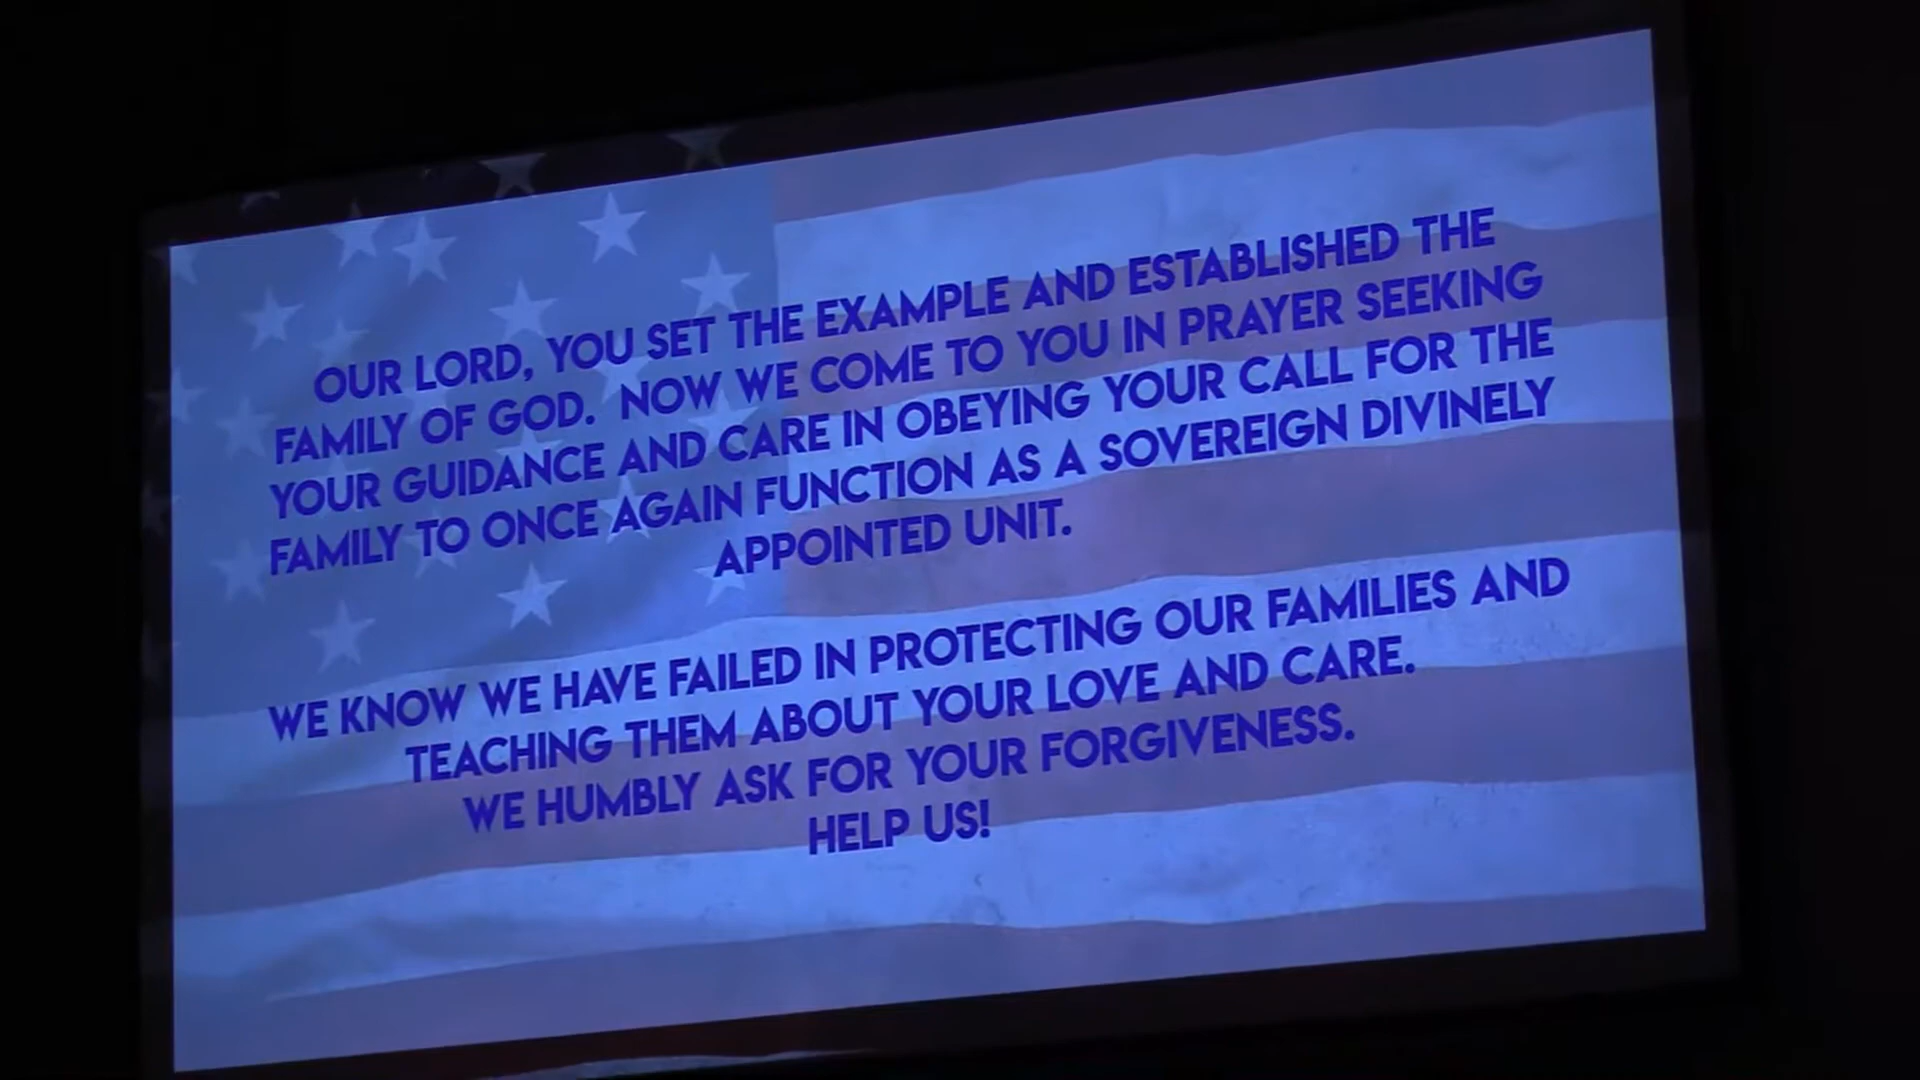 OUR LORD, YOU SET THE EXAMPLE AND ESTABLISHED THE
FAMILY OF GOD. NOW WE COME TO YOU IN PRAYER SEEKING
YOUR GUIDANCE AND CARE IN OBEYING YOUR CALL FOR THE
FAMILY TO ONCE AGAIN FUNCTION AS A SOVEREIGN DIVINELY
APPOINTED UNIT.
WE KNOW WE HAVE FAILED IN PROTECTING OUR FAMILIES AND
TEACHING THEM ABOUT YOUR LOVE AND CARE.
WE HUMBLY ASK FOR YOUR FORGIVENESS.
HELP US!